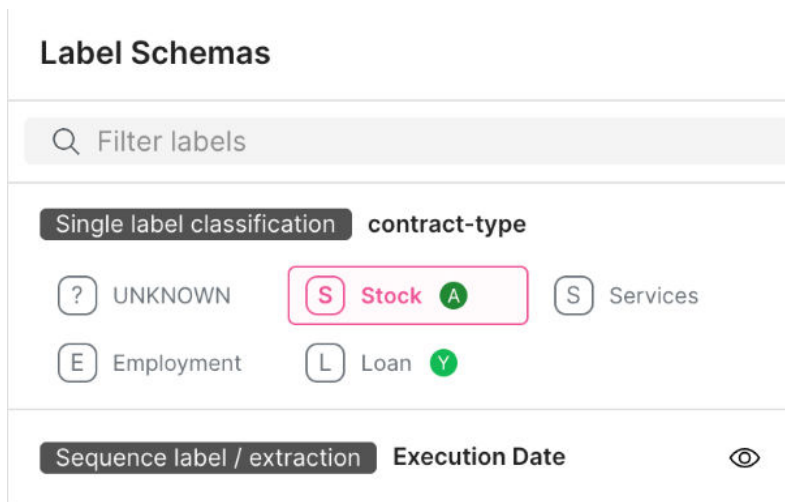 Label Schemas
Filter labels
Single label classification contract-type
? UNKNOWN S Stock A S Services
E Employment L Loan Y
Sequence label / extraction Execution Date